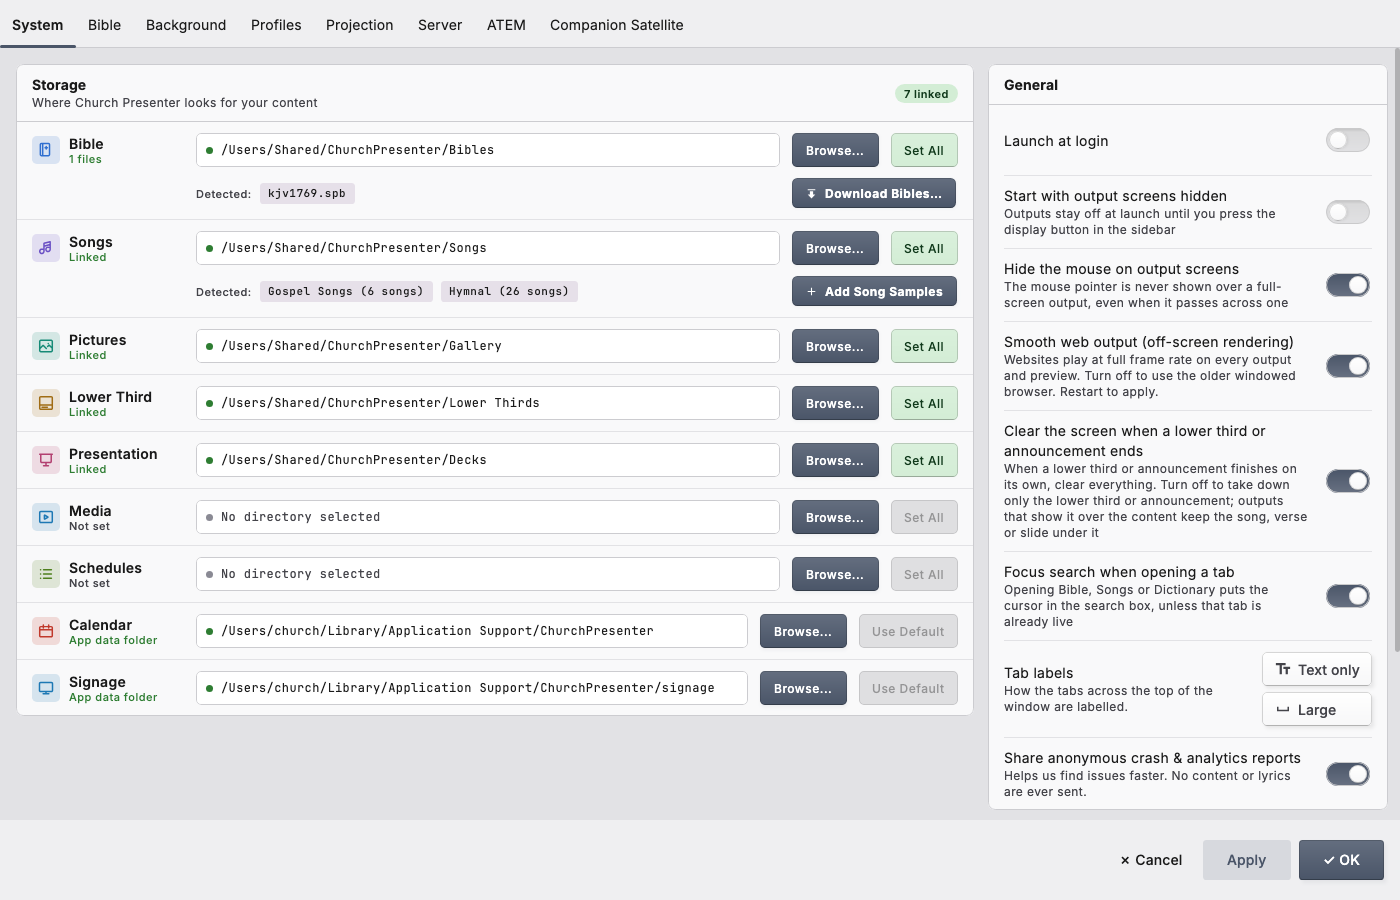 System Bible Background Profiles Projection Server ATEM Companion Satellite
Storage
Where Church Presenter looks for your content
7 linked
Bible
1 files
/Users/Shared/ChurchPresenter/Bibles
Browse...
Set All
Detected: kjv1769.spb
Download Bibles...
Songs
Linked
/Users/Shared/ChurchPresenter/Songs
Browse...
Set All
Detected: Gospel Songs (6 songs) Hymnal (26 songs)
+ Add Song Samples
Pictures
Linked
/Users/Shared/ChurchPresenter/Gallery
Browse...
Set All
Lower Third
Linked
/Users/Shared/ChurchPresenter/Lower Thirds
Browse...
Set All
Presentation
Linked
/Users/Shared/ChurchPresenter/Decks
Browse...
Set All
Media
Not set
No directory selected
Browse...
Set All
Schedules
Not set
No directory selected
Browse...
Set All
Calendar
App data folder
/Users/church/Library/Application Support/ChurchPresenter
Browse...
Use Default
Signage
App data folder
/Users/church/Library/Application Support/ChurchPresenter/signage
Browse...
Use Default
General
Launch at login
Start with output screens hidden
Outputs stay off at launch until you press the
display button in the sidebar
Hide the mouse on output screens
The mouse pointer is never shown over a full-
screen output, even when it passes across one
Smooth web output (off-screen rendering)
Websites play at full frame rate on every output
and preview. Turn off to use the older windowed
browser. Restart to apply.
Clear the screen when a lower third or
announcement ends
When a lower third or announcement finishes on
its own, clear everything. Turn off to take down
only the lower third or announcement; outputs
that show it over the content keep the song, verse
or slide under it
Focus search when opening a tab
Opening Bible, Songs or Dictionary puts the
cursor in the search box, unless that tab is
already live
Tab labels
How the tabs across the top of the
window are labelled.
Text only
Large
Share anonymous crash & analytics reports
Helps us find issues faster. No content or lyrics
are ever sent.
Cancel
Apply
OK